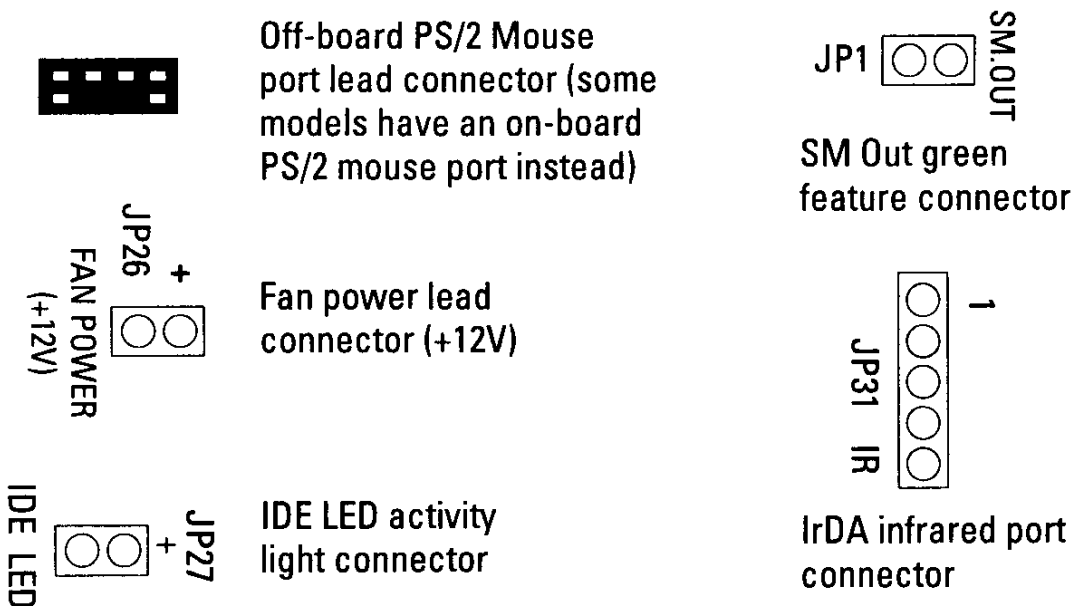 Off-board PS/2 Mouse
port lead connector (some
models have an on-board
PS/2 mouse port instead)
JP26
+
FAN POWER
(+12V)
Fan power lead
connector (+12V)
IDE LED
+
JP27
IDE LED activity
light connector
JP1
SM.OUT
SM Out green
feature connector
1
JP31
IR
IrDA infrared port
connector